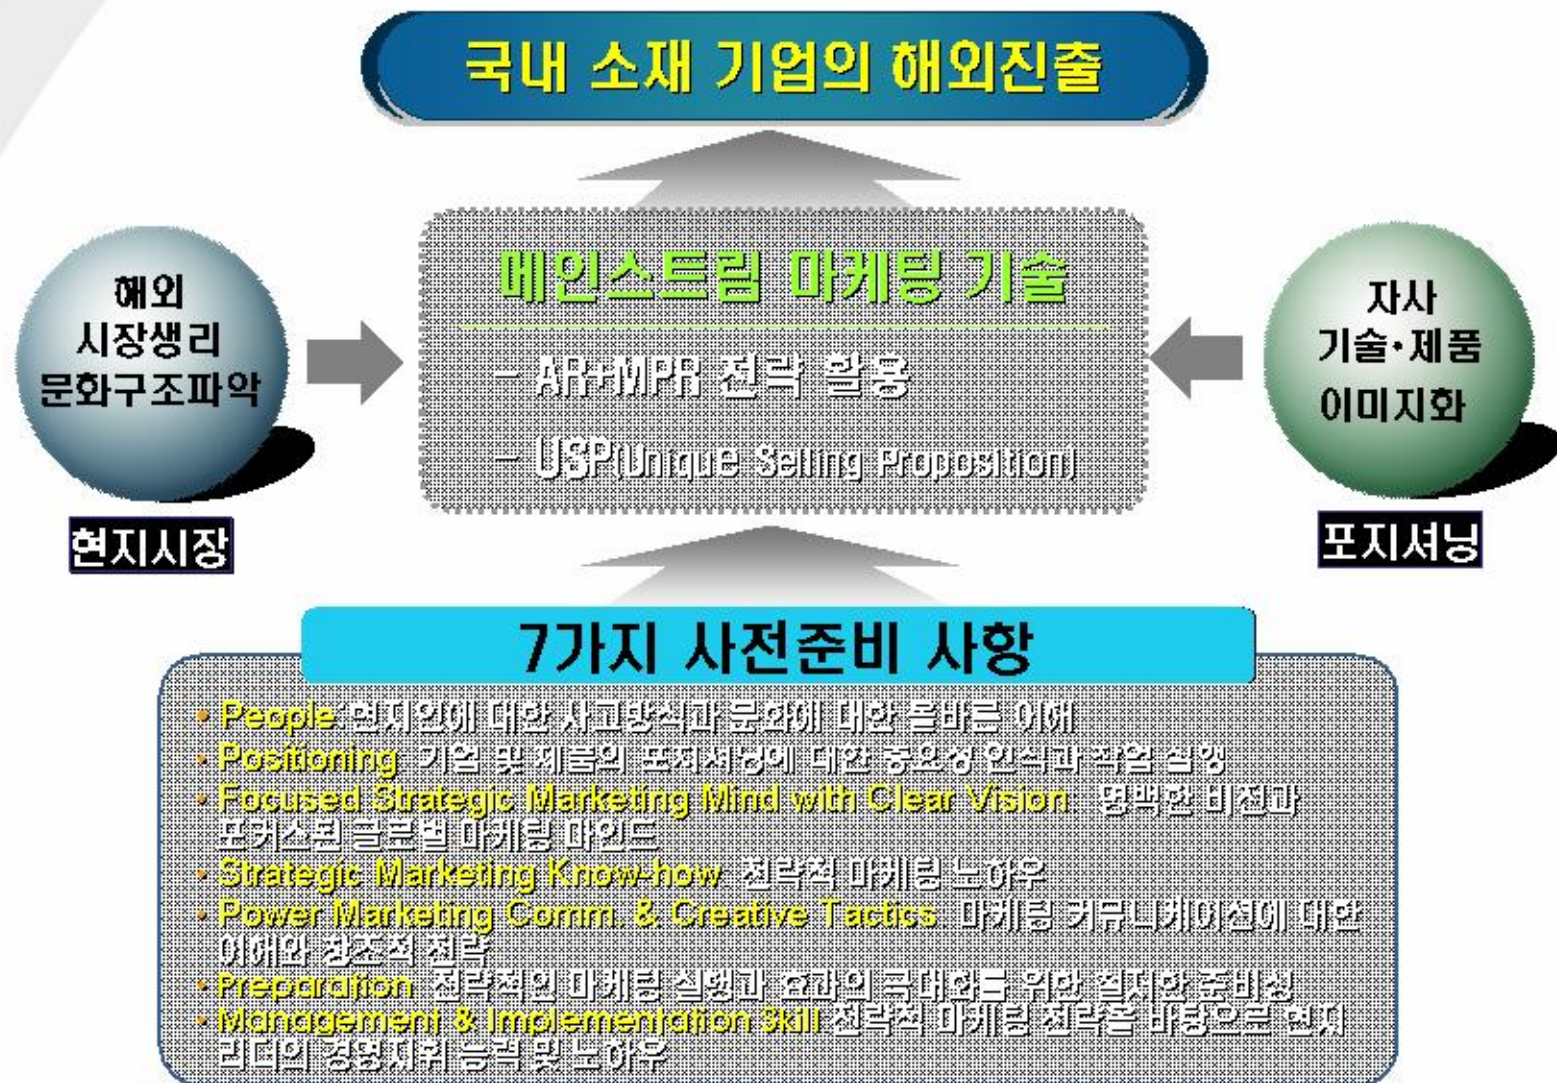 국내 소재 기업의 해외진출
메인스트림 마케팅 기술
- AR+MPR 전략 활용
- USP(Unique Selling Proposition)
해외
시장생리
문화구조파악
현지시장
자사
기술·제품
이미지화
포지셔닝
7가지 사전준비 사항
• People: 현지인에 대한 사고방식과 문화에 대한 올바른 이해
• Positioning: 기업 및 제품의 포지셔닝에 대한 중요성 인식과 작업 실행
• Focused Strategic Marketing Mind with Clear Vision: 명백한 비전과
포커스된 글로벌 마케팅 마인드
• Strategic Marketing Know-how: 전략적 마케팅 노하우
• Power Marketing Comm. & Creative Tactics: 마케팅 커뮤니케이션에 대한
이해와 창조적 전략
• Preparation: 전략적인 마케팅 실행과 효과의 극대화를 위한 철저한 준비성
• Management & Implementation Skill: 전략적 마케팅 전략을 바탕으로 현지
리더의 경영지휘 능력 및 노하우